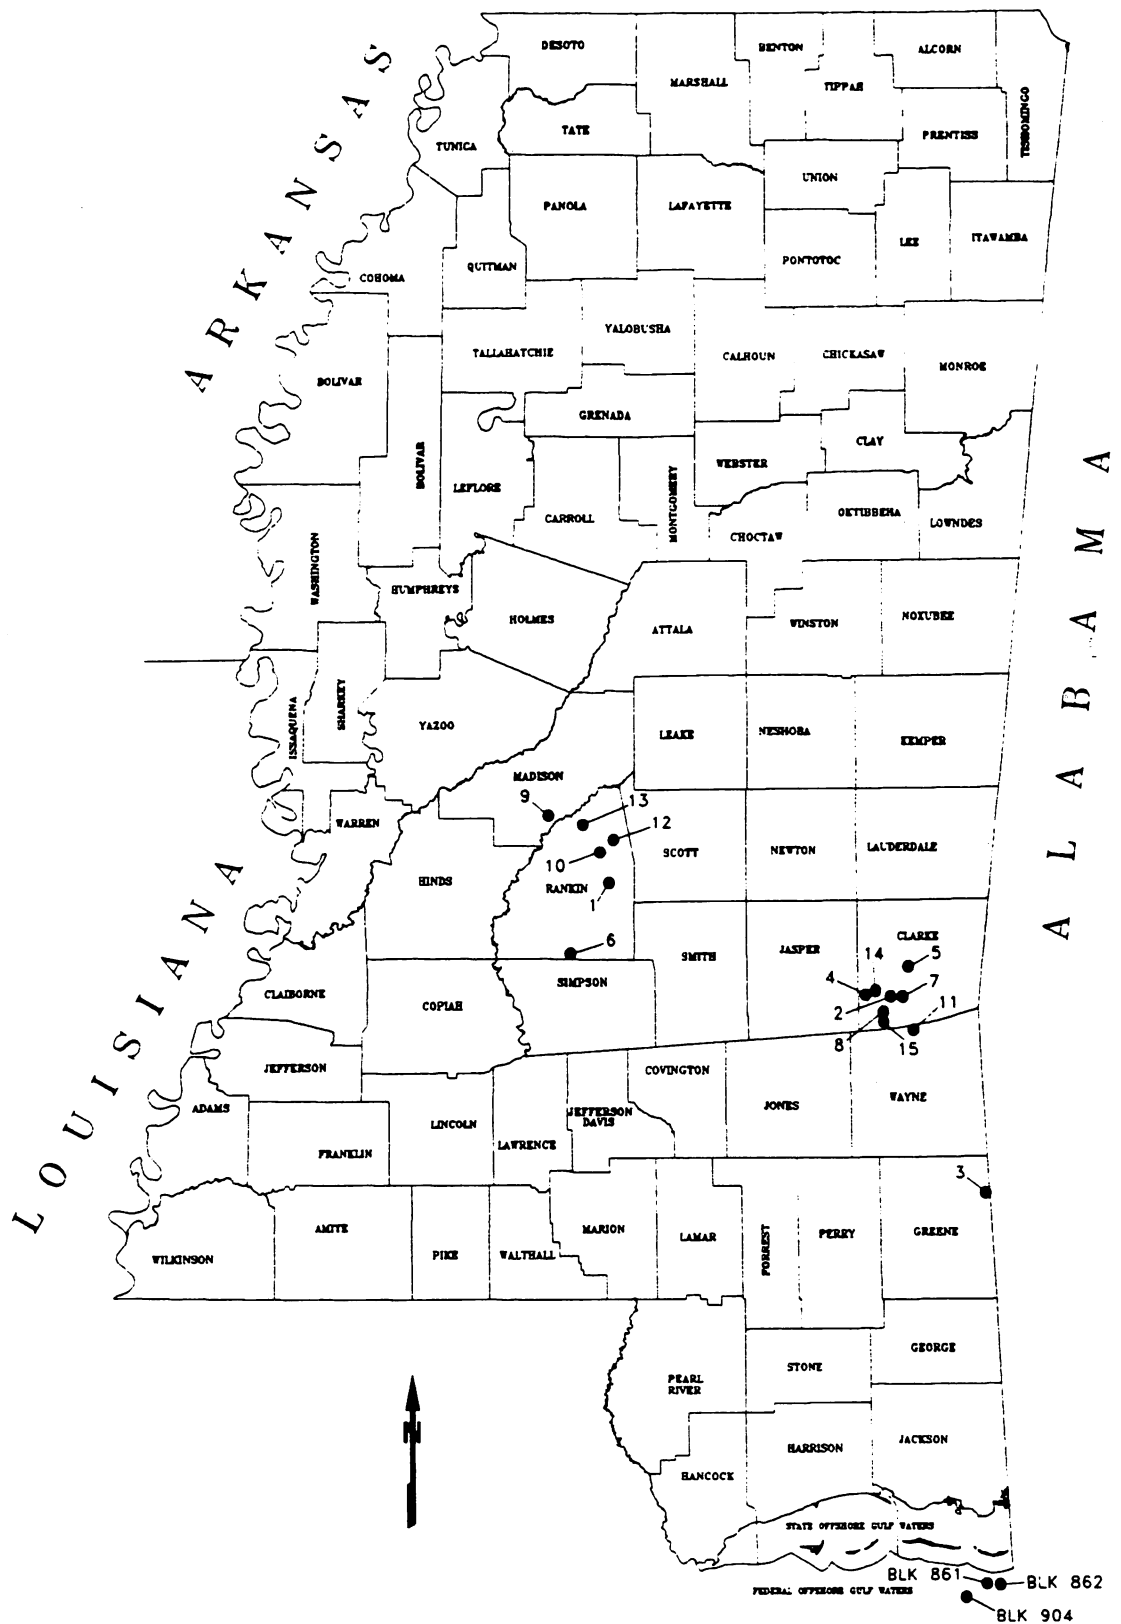 DESOTO
BENTON
ALCORN
MARSHALL
TIPPAH
TISHOMINGO
TATE
PRENTISS
TUNICA
UNION
PANOLA
LAFAYETTE
LEE
ITAWAMBA
PONTOTOC
QUITMAN
COHOMA
YALOBUSHA
TALLAHATCHIE
CALHOUN
CHICKASAW
MONROE
BOLIVAR
GRENADA
CLAY
BOLIVAR
WEBSTER
LEFLORE
MONTGOMERY
CARROLL
OKTIBBEHA
LOWNDES
CHOCTAW
WASHINGTON
HUMPHREYS
HOLMES
ATTALA
WINSTON
NOXUBEE
ISSAQUENA
SHARKEY
YAZOO
LEAKE
NESHOBA
KEMPER
MADISON
9
13
WARREN
12
10
SCOTT
NEWTON
LAUDERDALE
HINDS
RANKIN
1
CLARKE
6
SMITH
JASPER
14
5
SIMPSON
4
7
CLAIBORNE
COPIAH
2
11
8
15
JEFFERSON
COVINGTON
ADAMS
JEFFERSON
DAVIS
JONES
WAYNE
LINCOLN
LAWRENCE
FRANKLIN
3
AMITE
MARION
LAMAR
FORREST
PERRY
GREENE
WILKINSON
PIKE
WALTHALL
GEORGE
STONE
PEARL
RIVER
N
HARRISON
JACKSON
HANCOCK
STATE OFFSHORE GULF WATERS
BLK 861
BLK 862
FEDERAL OFFSHORE GULF WATERS
BLK 904
ARKANSAS
LOUISIANA
ALABAMA